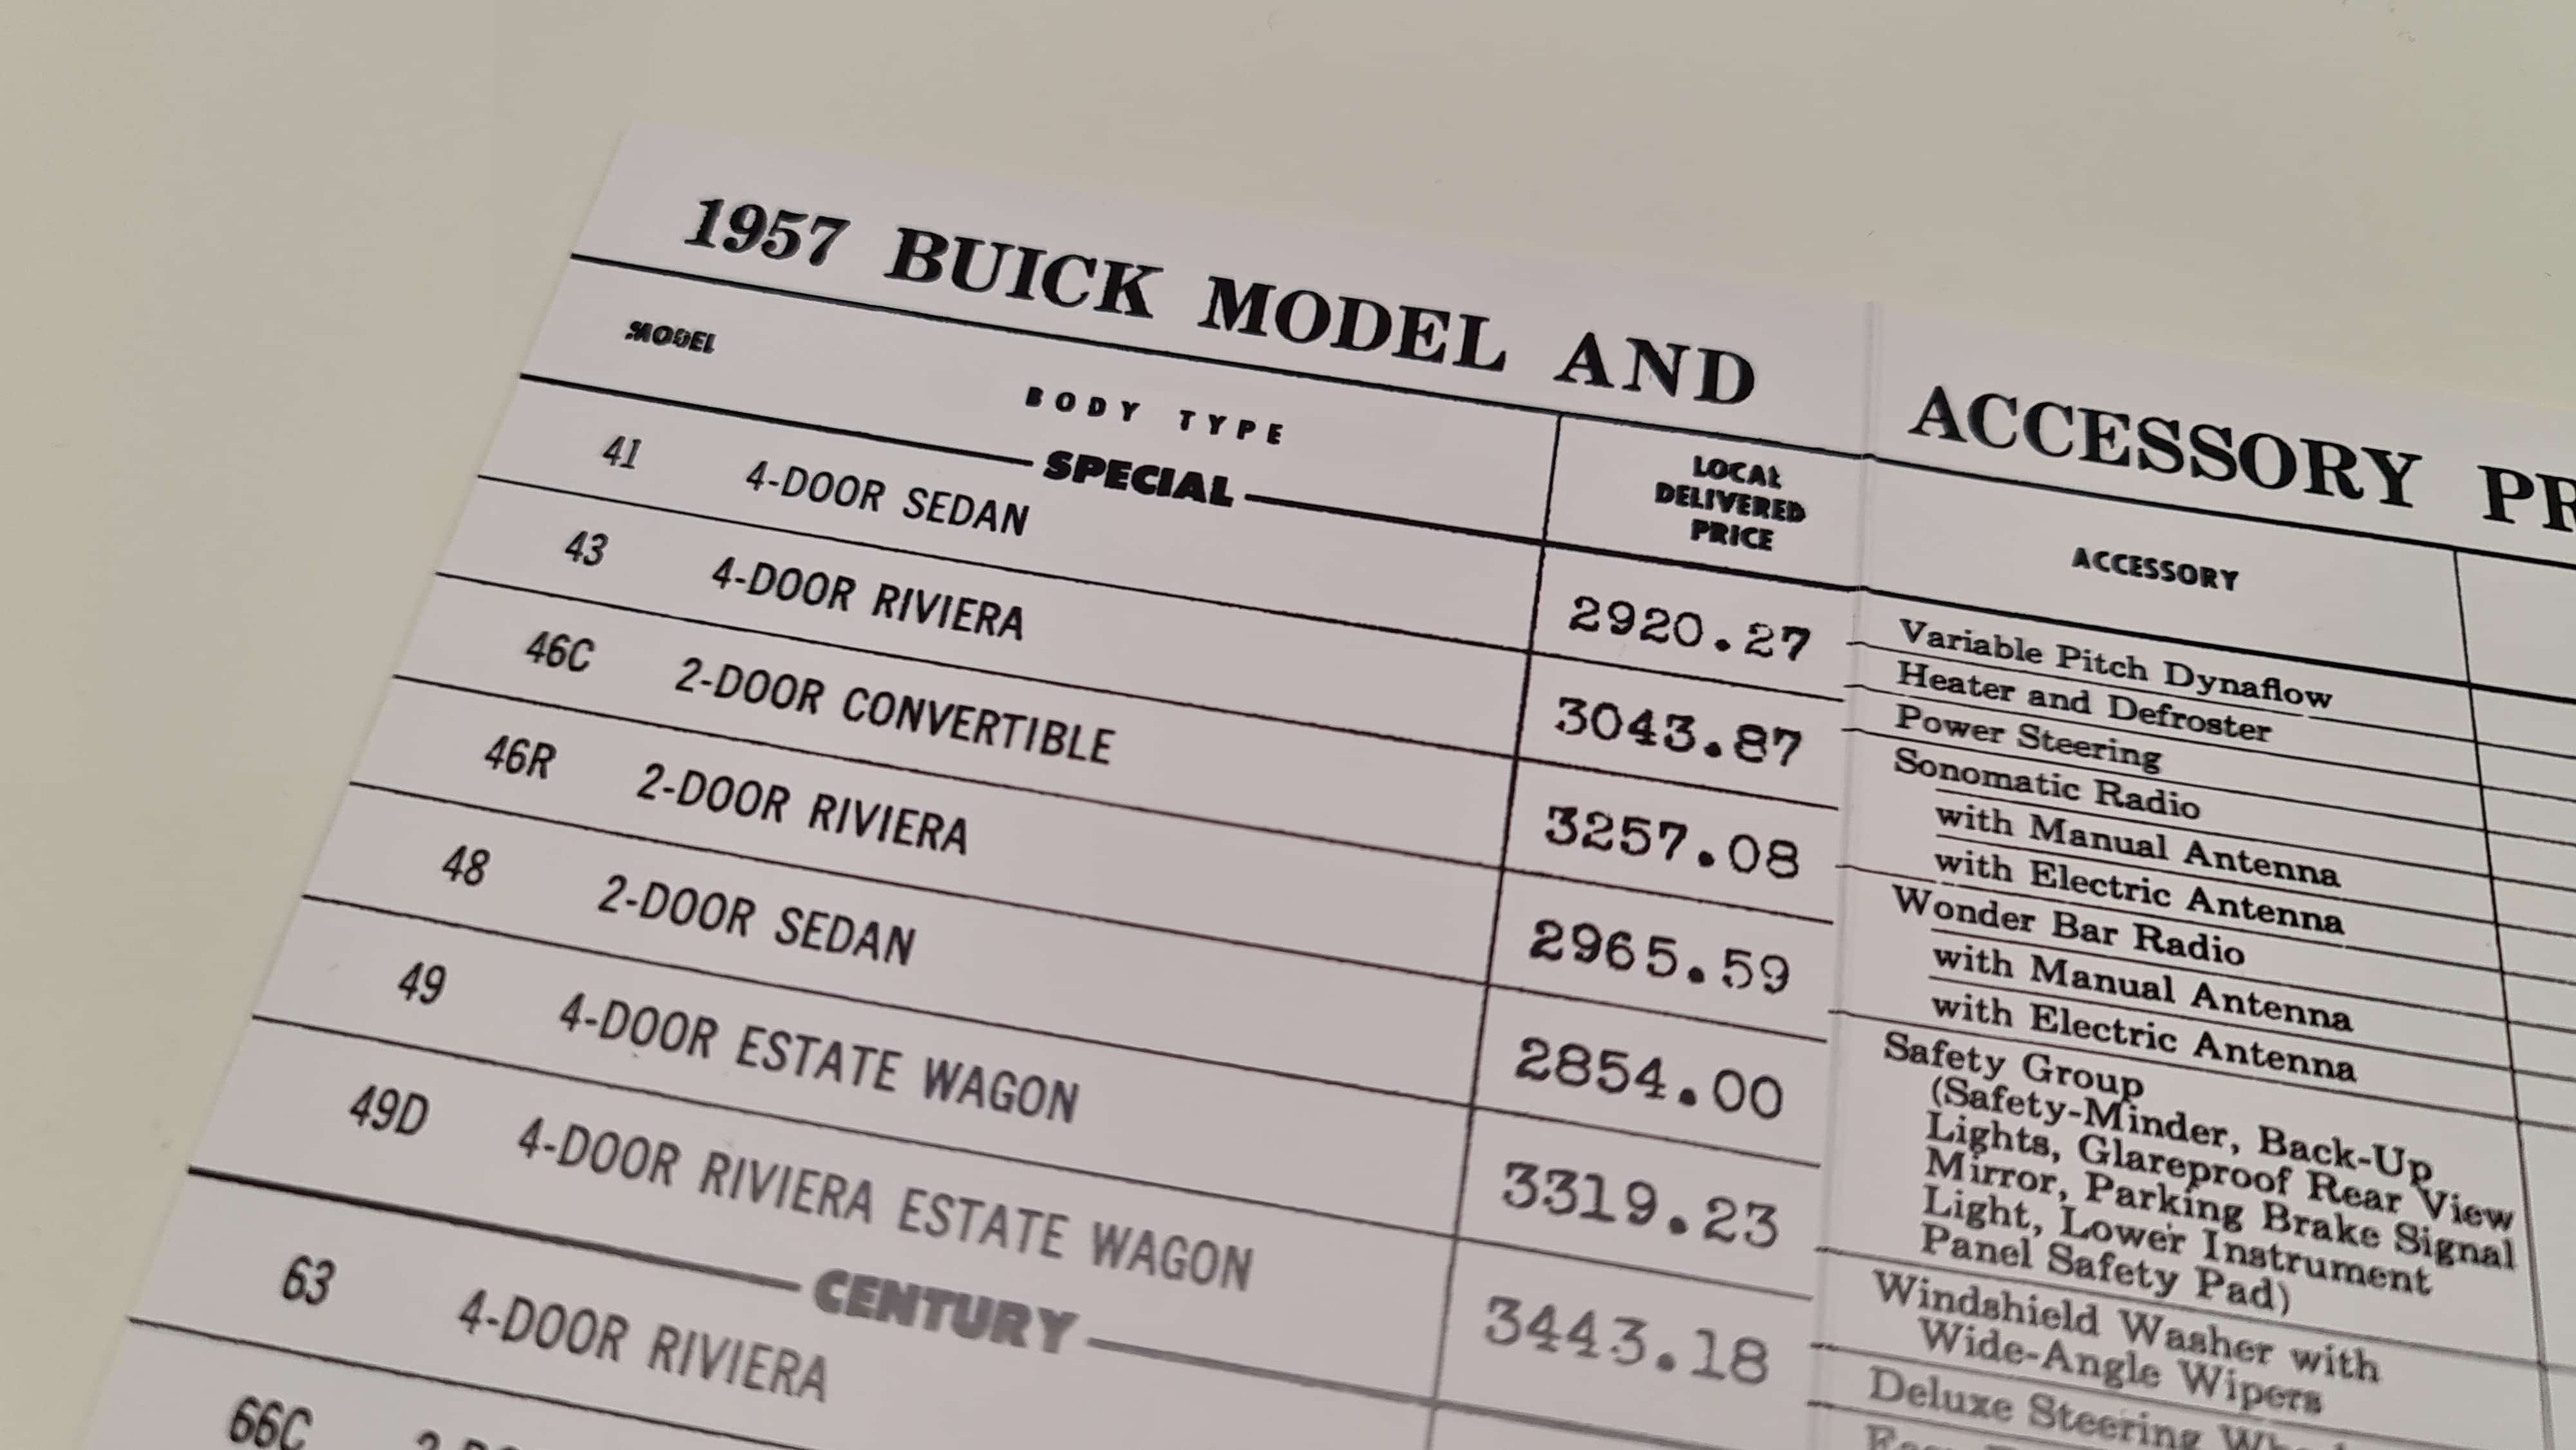 1957 BUICK MODEL AND ACCESSORY
MODEL BODY TYPE LOCAL DELIVERED PRICE
SPECIAL
41 4-DOOR SEDAN 2920.27
43 4-DOOR RIVIERA 3043.87
46C 2-DOOR CONVERTIBLE 3257.08
46R 2-DOOR RIVIERA 2965.59
48 2-DOOR SEDAN 2854.00
49 4-DOOR ESTATE WAGON 3319.23
49D 4-DOOR RIVIERA ESTATE WAGON 3443.18
CENTURY
63 4-DOOR RIVIERA
66C
ACCESSORY
Variable Pitch Dynaflow
Heater and Defroster
Power Steering
Sonomatic Radio
with Manual Antenna
with Electric Antenna
Wonder Bar Radio
with Manual Antenna
with Electric Antenna
Safety Group
(Safety-Minder, Back-Up
Lights, Glareproof Rear View
Mirror, Parking Brake Signal
Light, Lower Instrument
Panel Safety Pad)
Windshield Washer with
Wide-Angle Wipers
Deluxe Steering